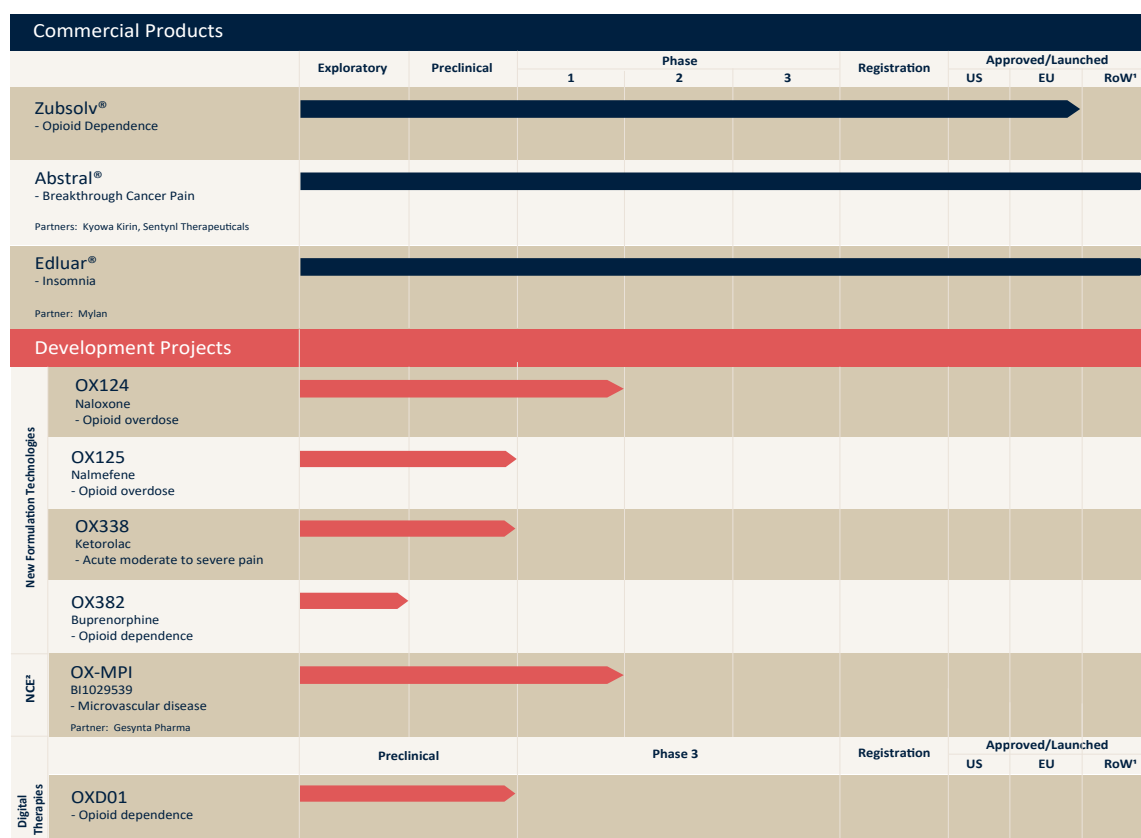 Commercial Products
Exploratory Preclinical Phase Registration Approved/Launched
1 2 3 US EU RoW¹
Zubsolv®
- Opioid Dependence
Abstral®
- Breakthrough Cancer Pain
Partners: Kyowa Kirin, Sentynl Therapeuticals
Edluar®
- Insomnia
Partner: Mylan
Development Projects
New Formulation Technologies
OX124
Naloxone
- Opioid overdose
OX125
Nalmefene
- Opioid overdose
OX338
Ketorolac
- Acute moderate to severe pain
OX382
Buprenorphine
- Opioid dependence
NCE²
OX-MPI
BI1029539
- Microvascular disease
Partner: Gesynta Pharma
Preclinical Phase 3 Registration Approved/Launched
US EU RoW¹
Digital
Therapies
OXD01
- Opioid dependence